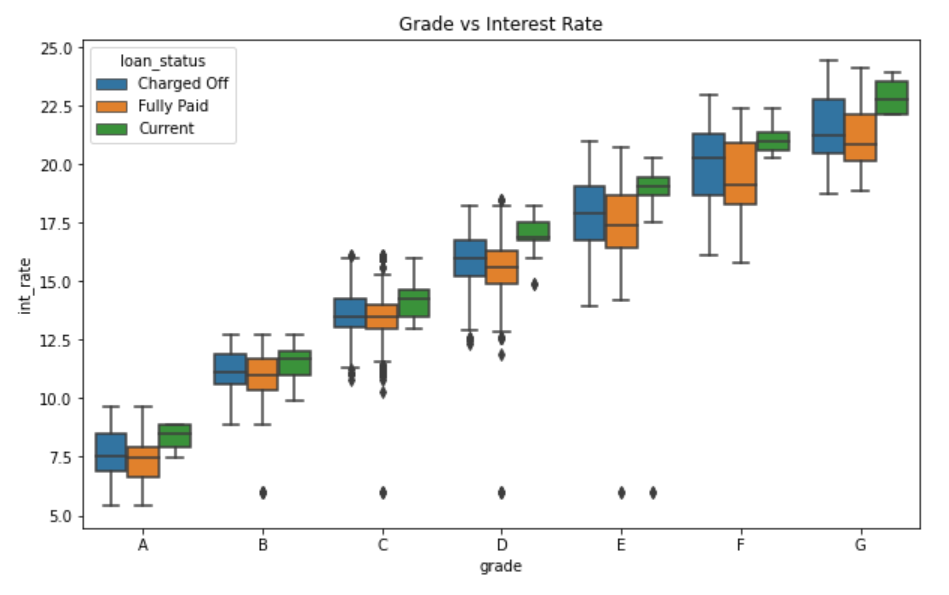 Grade vs Interest Rate
loan_status
Charged Off
Fully Paid
Current
25.0
22.5
20.0
17.5
15.0
12.5
10.0
7.5
5.0
int_rate
A B C D E F G
grade